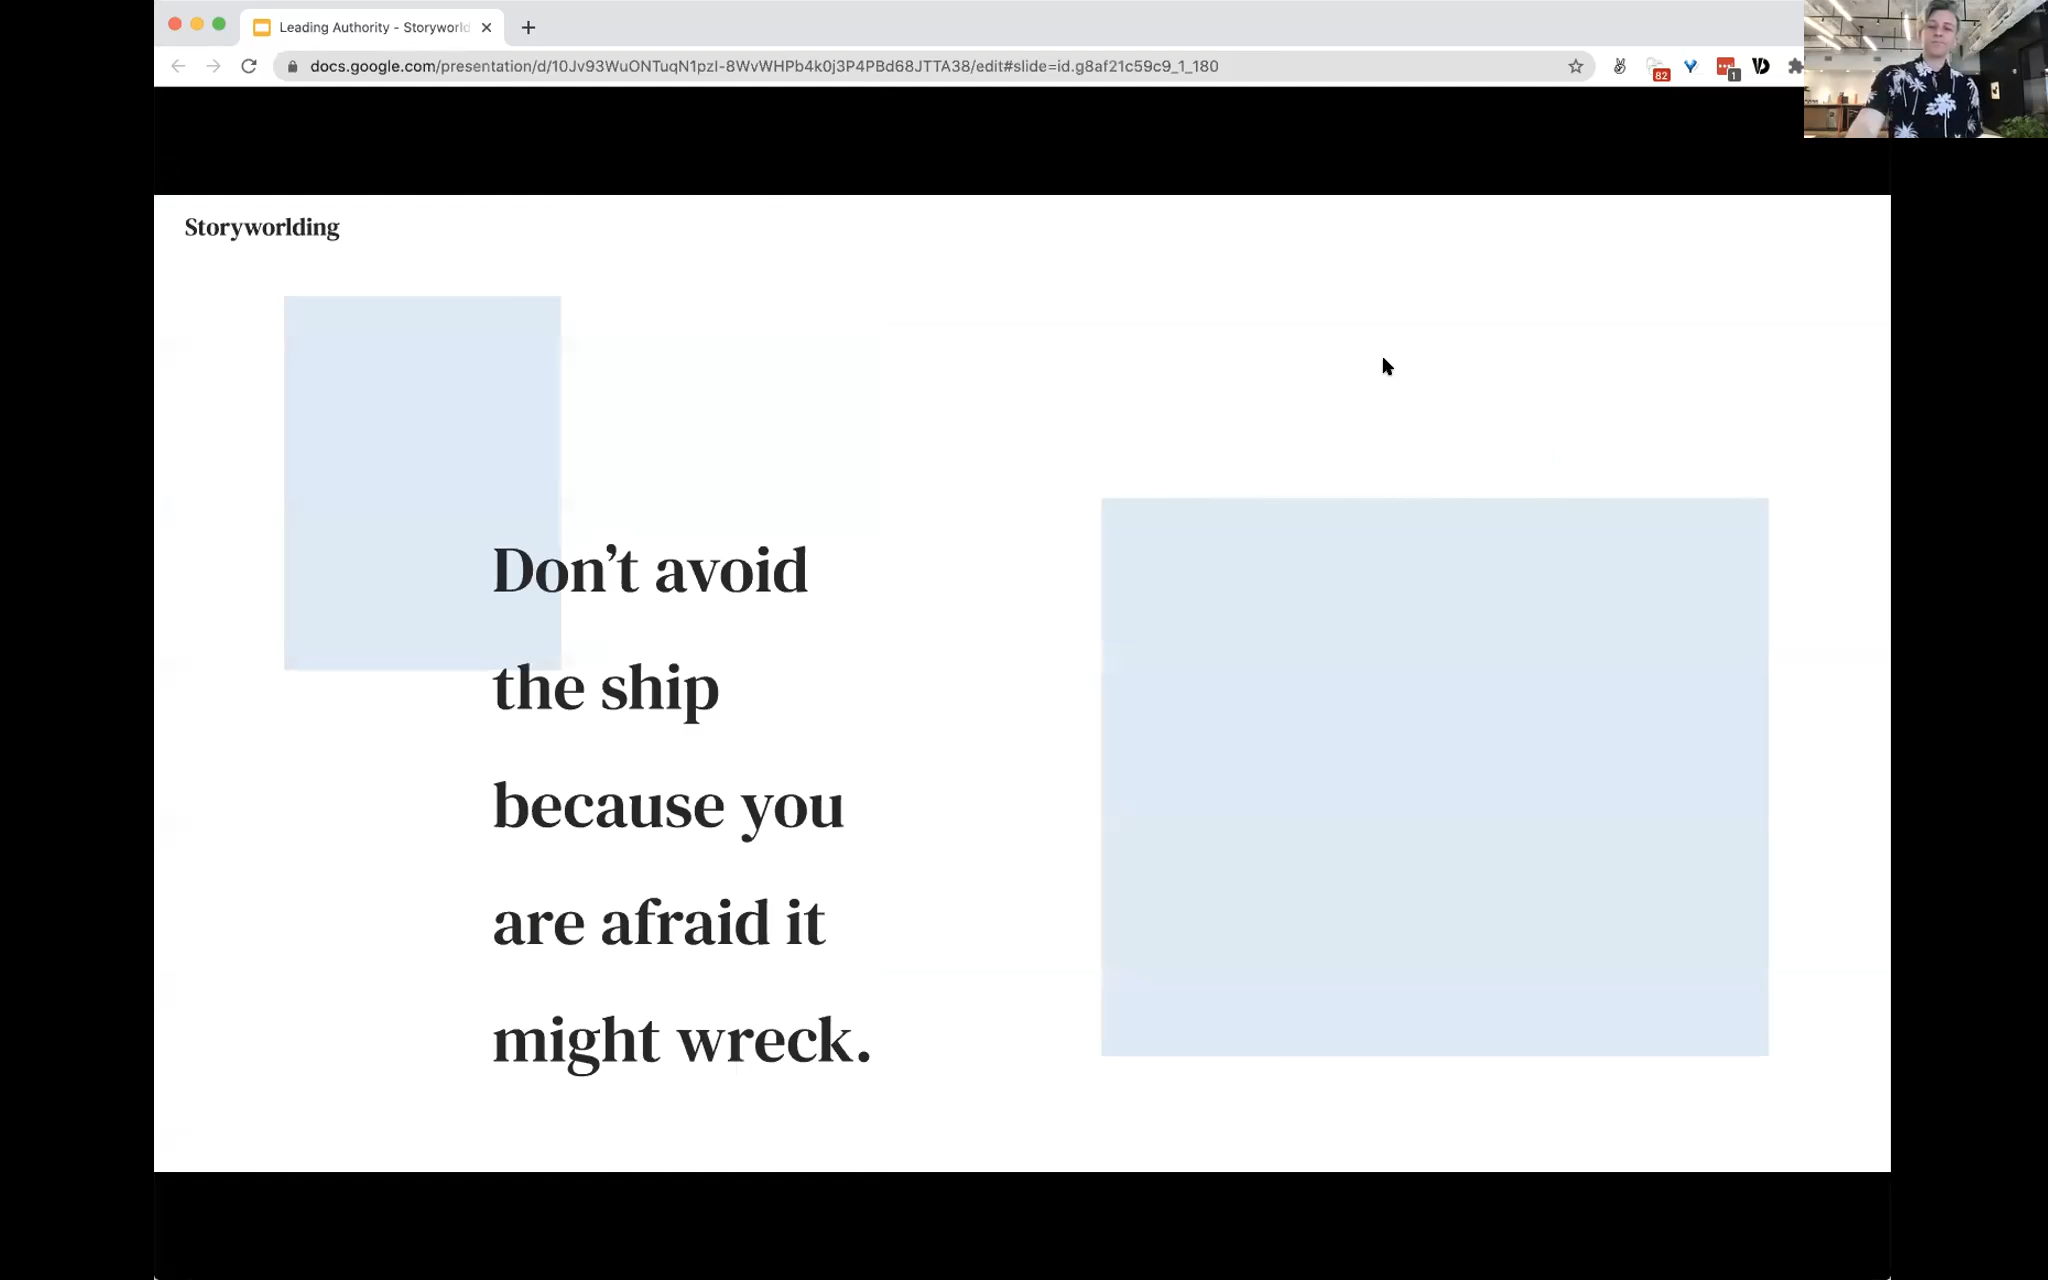 Leading Authority - Storyworld
docs.google.com/presentation/d/10Jv93WuONTuqN1pzI-8WvWHPb4k0j3P4PBd68JTTA38/edit#slide=id.g8af21c59c9_1_180
82
1
Storyworlding
Don’t avoid
the ship
because you
are afraid it
might wreck.